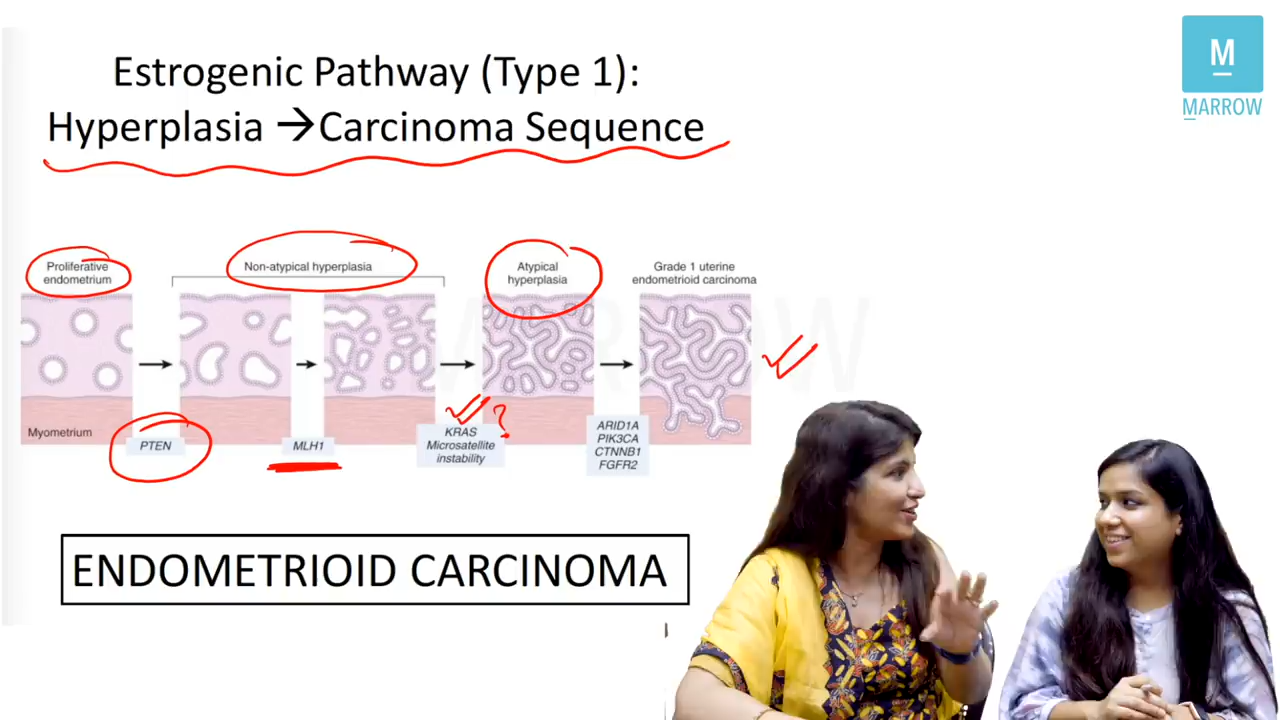 Estrogenic Pathway (Type 1):
Hyperplasia →Carcinoma Sequence
M
MARROW
Proliferative
endometrium
Non-atypical hyperplasia
Atypical
hyperplasia
Grade 1 uterine
endometrioid carcinoma
MARROW
?
Myometrium
PTEN
MLH1
KRAS
Microsatellite
instability
ARID1A
PIK3CA
CTNNB1
FGFR2
ENDOMETRIOID CARCINOMA